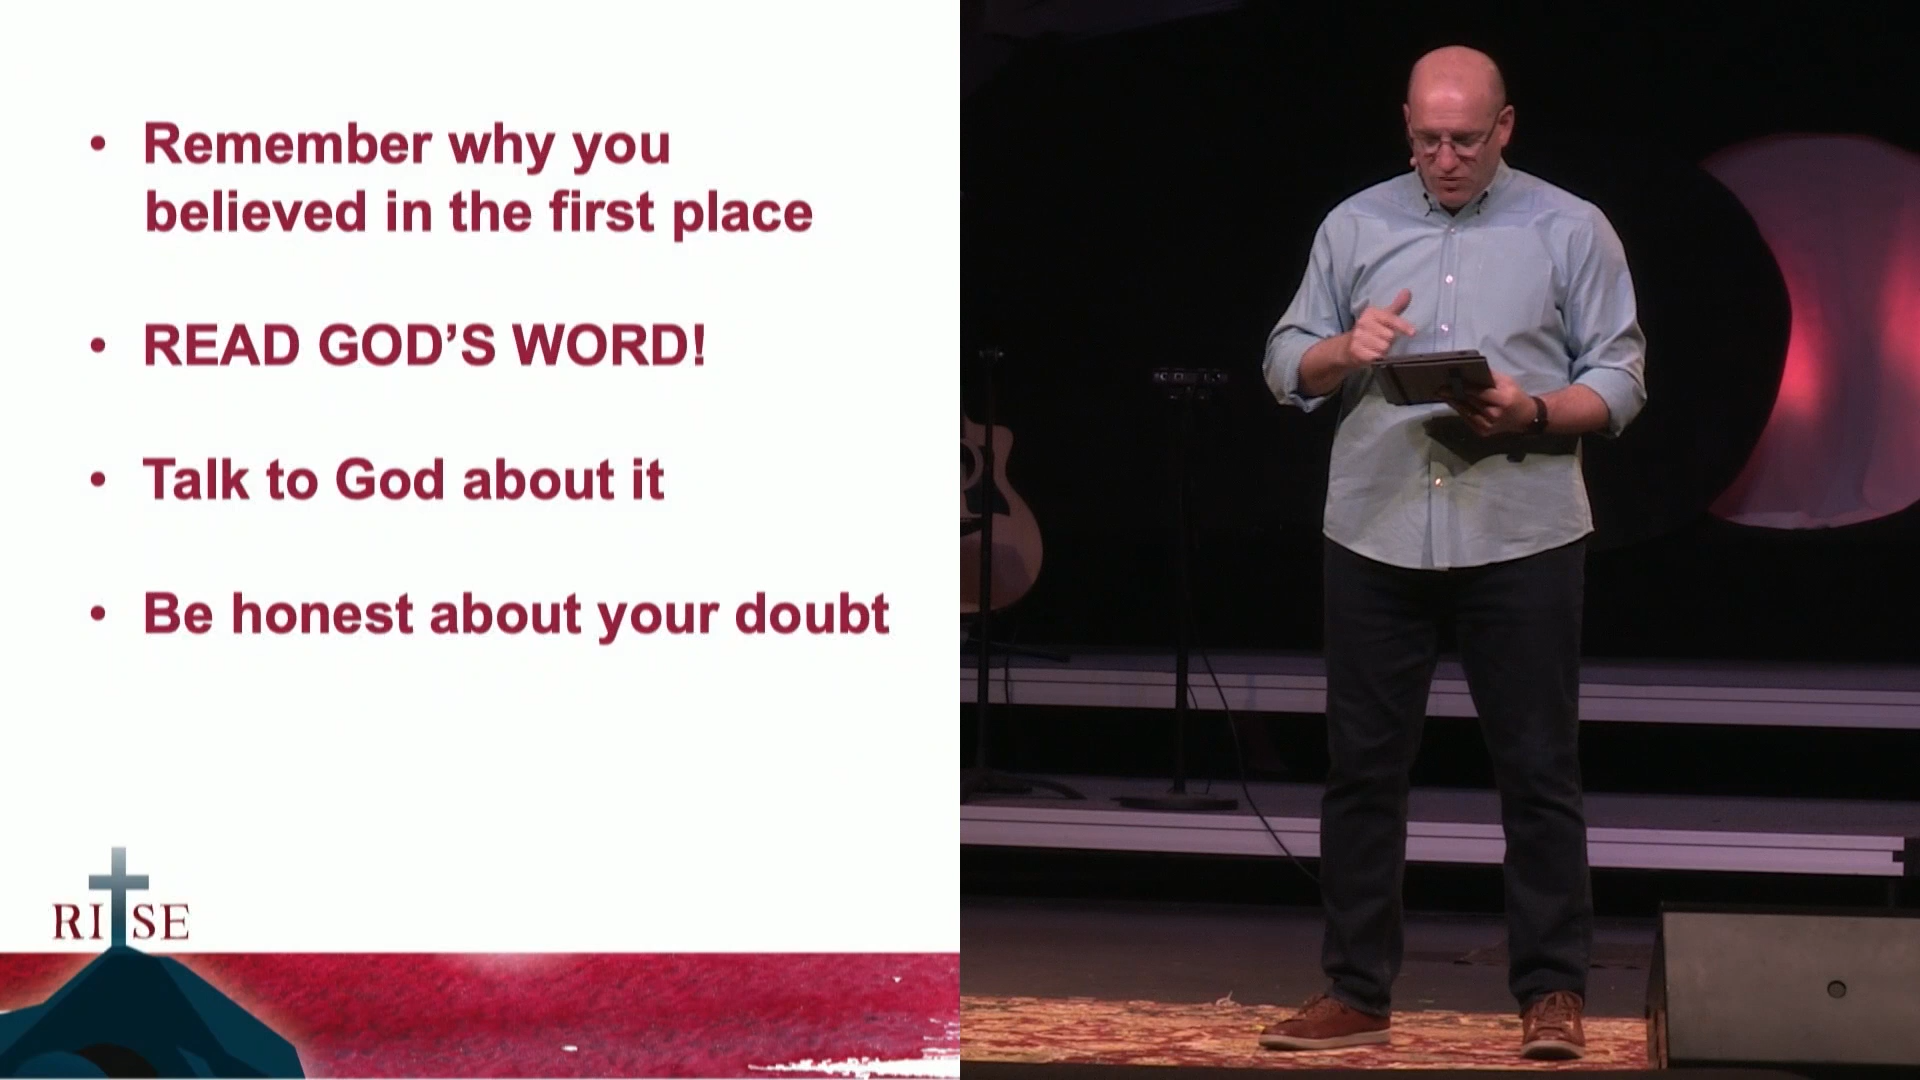 • Remember why you
believed in the first place
• READ GOD’S WORD!
• Talk to God about it
• Be honest about your doubt
RISE